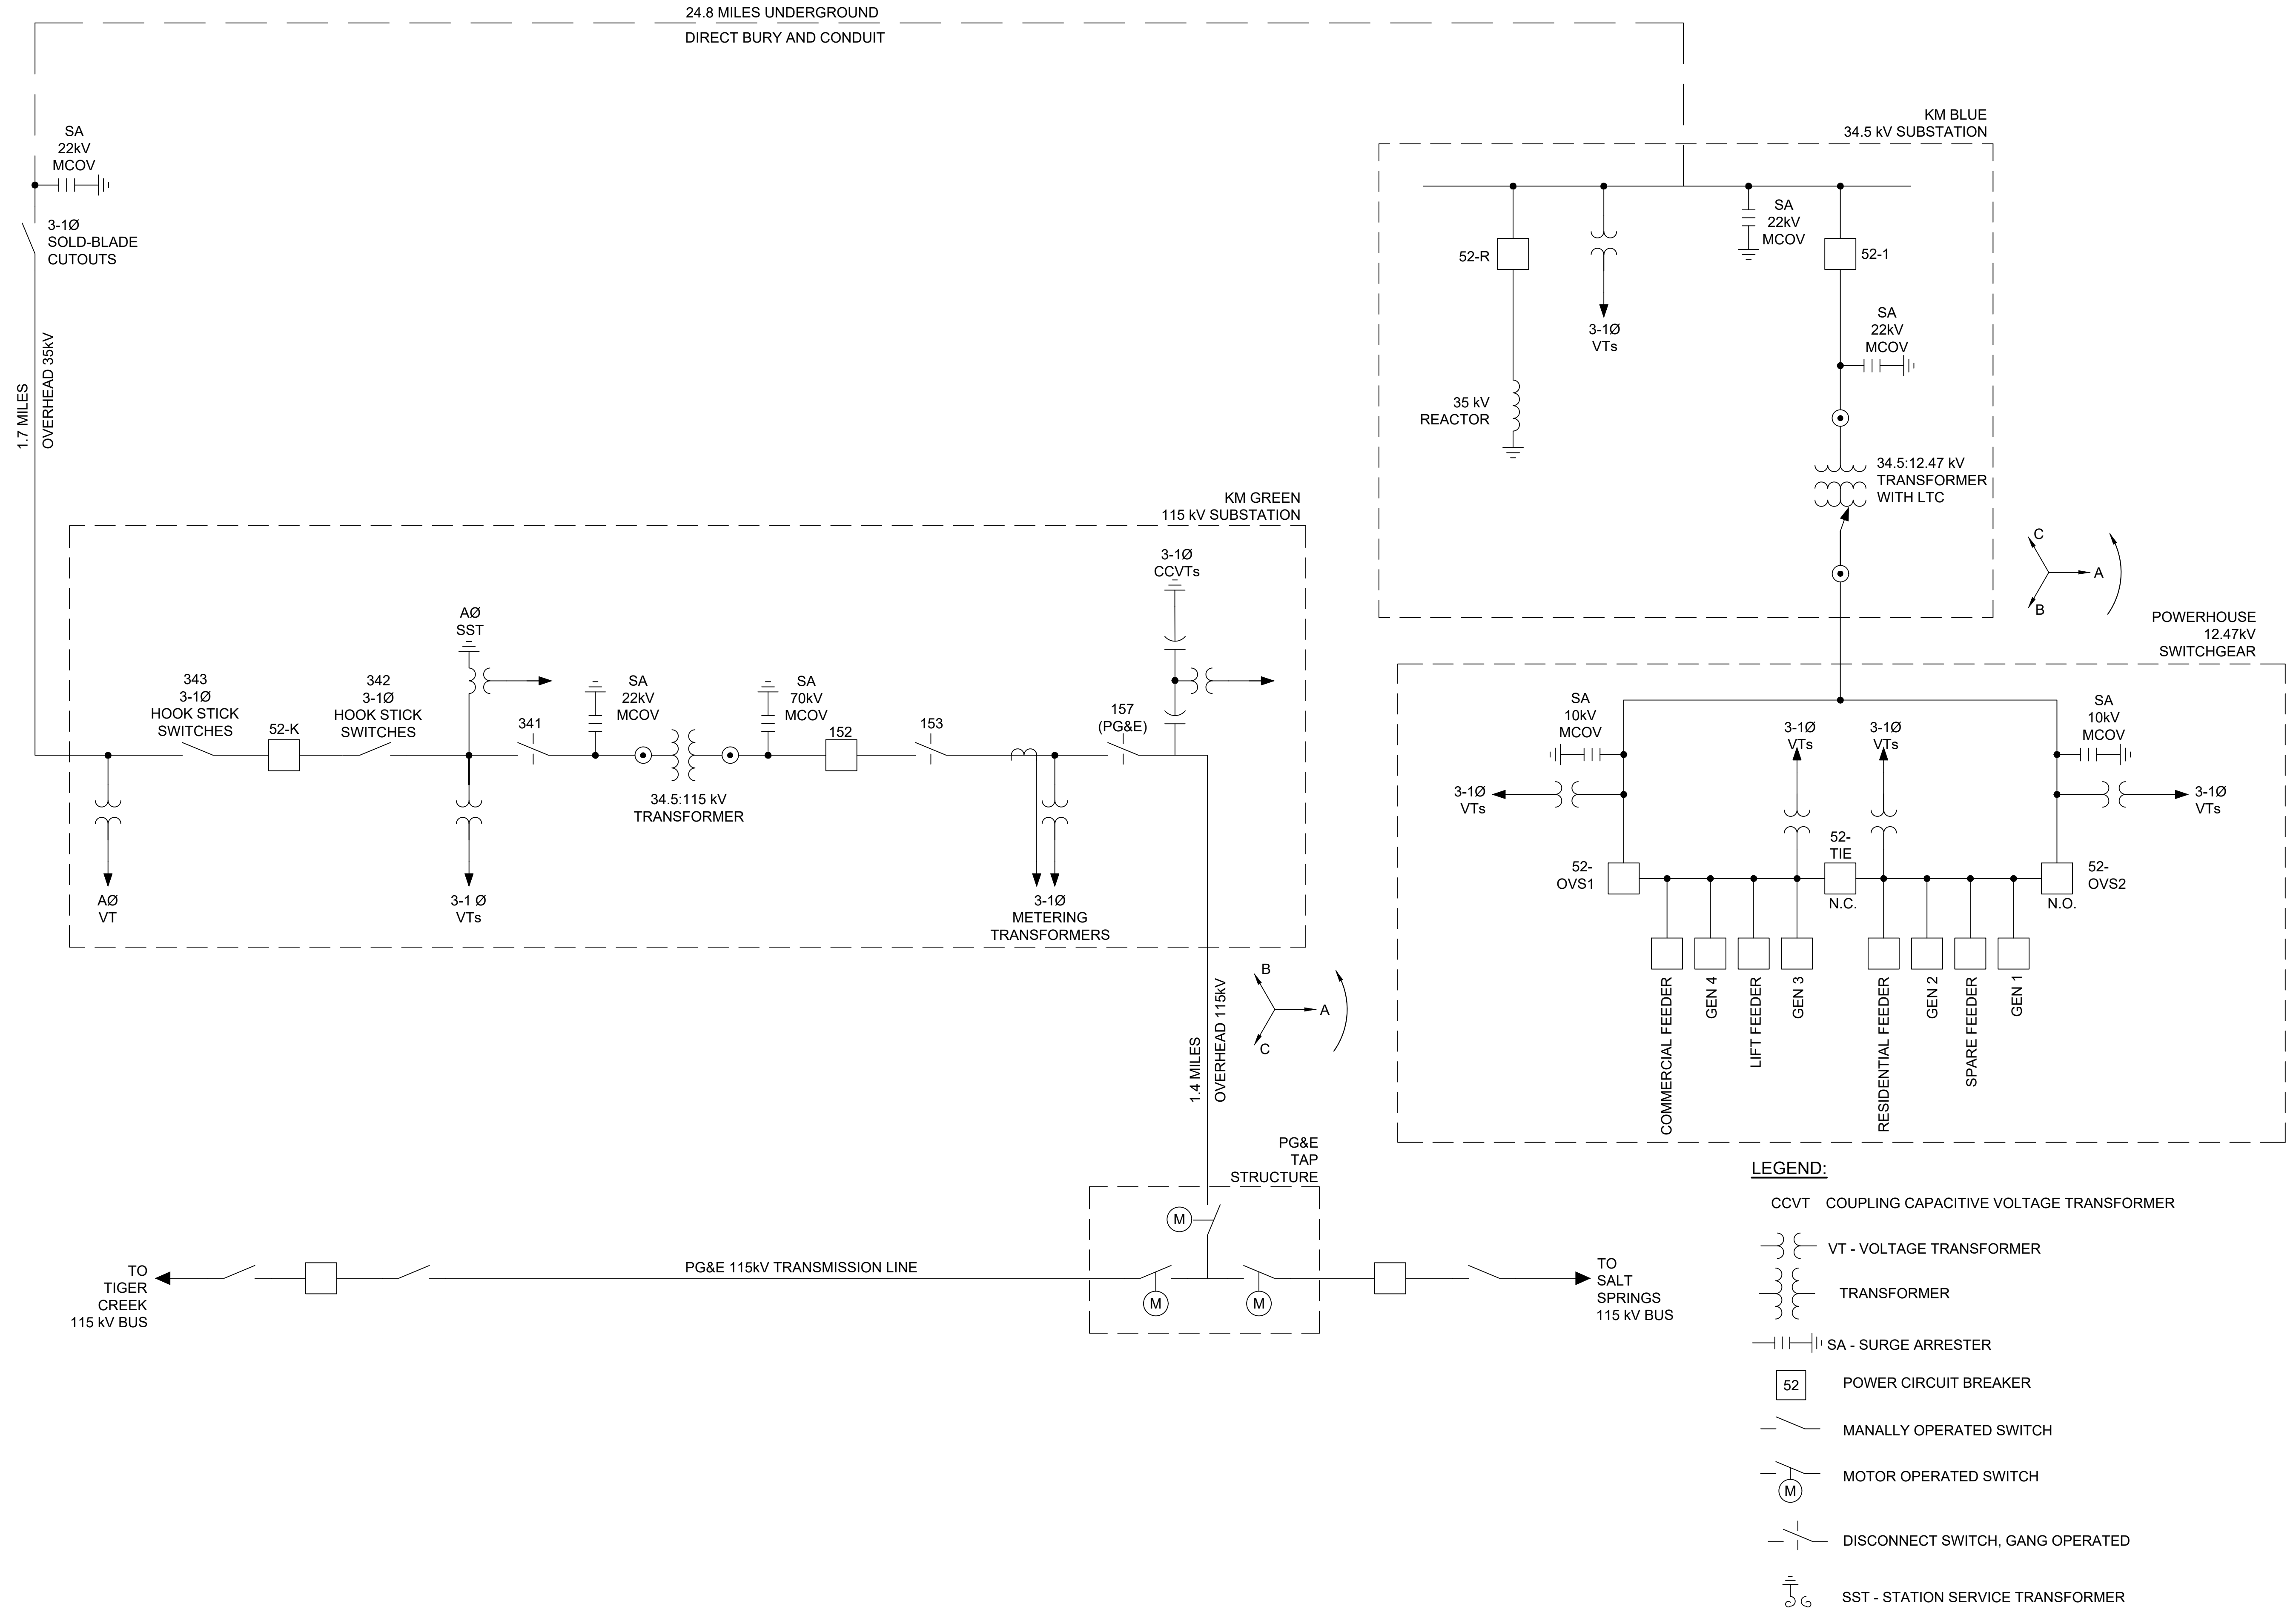 24.8 MILES UNDERGROUND
DIRECT BURY AND CONDUIT
SA
22kV
MCOV
3-1Ø
SOLD-BLADE
CUTOUTS
1.7 MILES
OVERHEAD 35kV
KM BLUE
34.5 kV SUBSTATION
52-R
3-1Ø
VTs
SA
22kV
MCOV
52-1
SA
22kV
MCOV
35 kV
REACTOR
34.5:12.47 kV
TRANSFORMER
WITH LTC
C
A
B
KM GREEN
115 kV SUBSTATION
343
3-1Ø
HOOK STICK
SWITCHES
52-K
342
3-1Ø
HOOK STICK
SWITCHES
AØ
SST
341
SA
22kV
MCOV
SA
70kV
MCOV
152
153
157
(PG&E)
3-1Ø
CCVTs
34.5:115 kV
TRANSFORMER
AØ
VT
3-1 Ø
VTs
3-1Ø
METERING
TRANSFORMERS
B
A
C
1.4 MILES
OVERHEAD 115kV
POWERHOUSE
12.47kV
SWITCHGEAR
SA
10kV
MCOV
3-1Ø
VTs
3-1Ø
VTs
SA
10kV
MCOV
3-1Ø
VTs
3-1Ø
VTs
52-
OVS1
52-
TIE
N.C.
52-
OVS2
N.O.
COMMERCIAL FEEDER
GEN 4
LIFT FEEDER
GEN 3
RESIDENTIAL FEEDER
GEN 2
SPARE FEEDER
GEN 1
PG&E
TAP
STRUCTURE
M
M
M
TO
TIGER
CREEK
115 kV BUS
PG&E 115kV TRANSMISSION LINE
TO
SALT
SPRINGS
115 kV BUS
LEGEND:
CCVT COUPLING CAPACITIVE VOLTAGE TRANSFORMER
VT - VOLTAGE TRANSFORMER
TRANSFORMER
SA - SURGE ARRESTER
52 POWER CIRCUIT BREAKER
MANALLY OPERATED SWITCH
M MOTOR OPERATED SWITCH
DISCONNECT SWITCH, GANG OPERATED
SST - STATION SERVICE TRANSFORMER